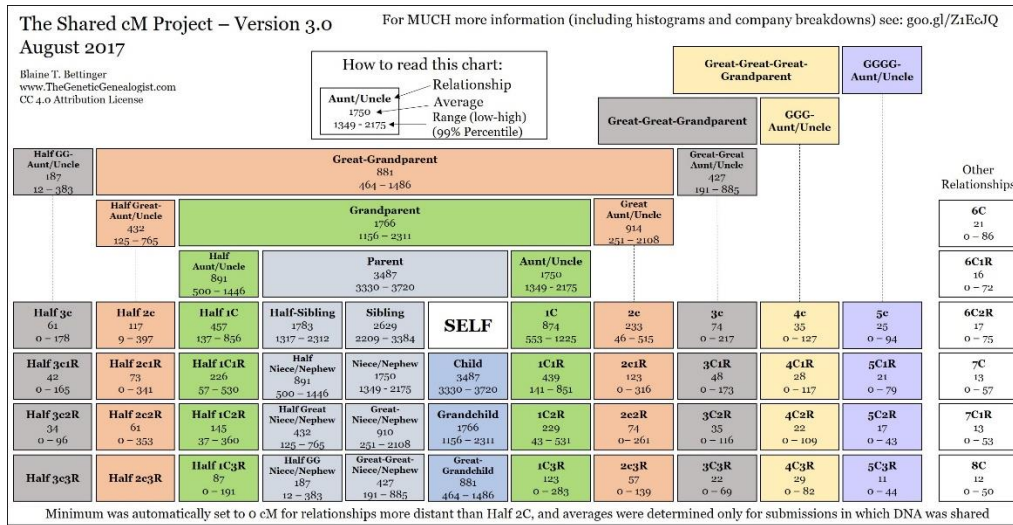 The Shared cM Project – Version 3.0
August 2017
For MUCH more information (including histograms and company breakdowns) see: goo.gl/Z1EcJQ
Blaine T. Bettinger
www.TheGeneticGenealogist.com
CC 4.0 Attribution License
How to read this chart:
Aunt/Uncle
1750
1349 - 2175
Relationship
Average
Range (low-high)
(99% Percentile)
Great-Great-Great-
Grandparent
GGGG-
Aunt/Uncle
Great-Great-Grandparent
GGG-
Aunt/Uncle
Half GG-
Aunt/Uncle
187
12 – 383
Great-Grandparent
881
464 – 1486
Great-Great
Aunt/Uncle
427
191 – 885
Other
Relationships
Half Great-
Aunt/Uncle
432
125 – 765
Grandparent
1766
1156 – 2311
Great
Aunt/Uncle
914
251 – 2108
6C
21
0 – 86
Half
Aunt/Uncle
891
500 – 1446
Parent
3487
3330 – 3720
Aunt/Uncle
1750
1349 - 2175
6C1R
16
0 – 72
Half 3c
61
0 – 178
Half 2c
117
9 – 397
Half 1C
457
137 – 856
Half-Sibling
1783
1317 – 2312
Sibling
2629
2209 – 3384
SELF
1C
874
553 – 1225
2c
233
46 – 515
3c
74
0 – 217
4c
35
0 – 127
5c
25
0 – 94
6C2R
17
0 – 75
Half 3c1R
42
0 – 165
Half 2c1R
73
0 – 341
Half 1C1R
226
57 – 530
Half
Niece/Nephew
891
500 – 1446
Niece/Nephew
1750
1349 - 2175
Child
3487
3330 – 3720
1C1R
439
141 – 851
2c1R
123
0 – 316
3C1R
48
0 – 173
4C1R
28
0 – 117
5C1R
21
0 – 79
7C
13
0 – 57
Half 3c2R
34
0 – 96
Half 2c2R
61
0 – 353
Half 1C2R
145
37 – 360
Half Great
Niece/Nephew
432
125 – 765
Great-
Niece/Nephew
910
251 – 2108
Grandchild
1766
1156 – 2311
1C2R
229
43 – 531
2c2R
74
0 – 261
3C2R
35
0 – 116
4C2R
22
0 – 109
5C2R
17
0 – 43
7C1R
13
0 – 53
Half 3c3R
Half 2c3R
Half 1C3R
87
0 – 191
Half GG
Niece/Nephew
187
12 – 383
Great-Great-
Niece/Nephew
427
191 – 885
Great-
Grandchild
881
464 – 1486
1C3R
123
0 – 283
2c3R
57
0 – 139
3C3R
22
0 – 69
4C3R
29
0 – 82
5C3R
11
0 – 44
8C
12
0 – 50
Minimum was automatically set to 0 cM for relationships more distant than Half 2C, and averages were determined only for submissions in which DNA was shared